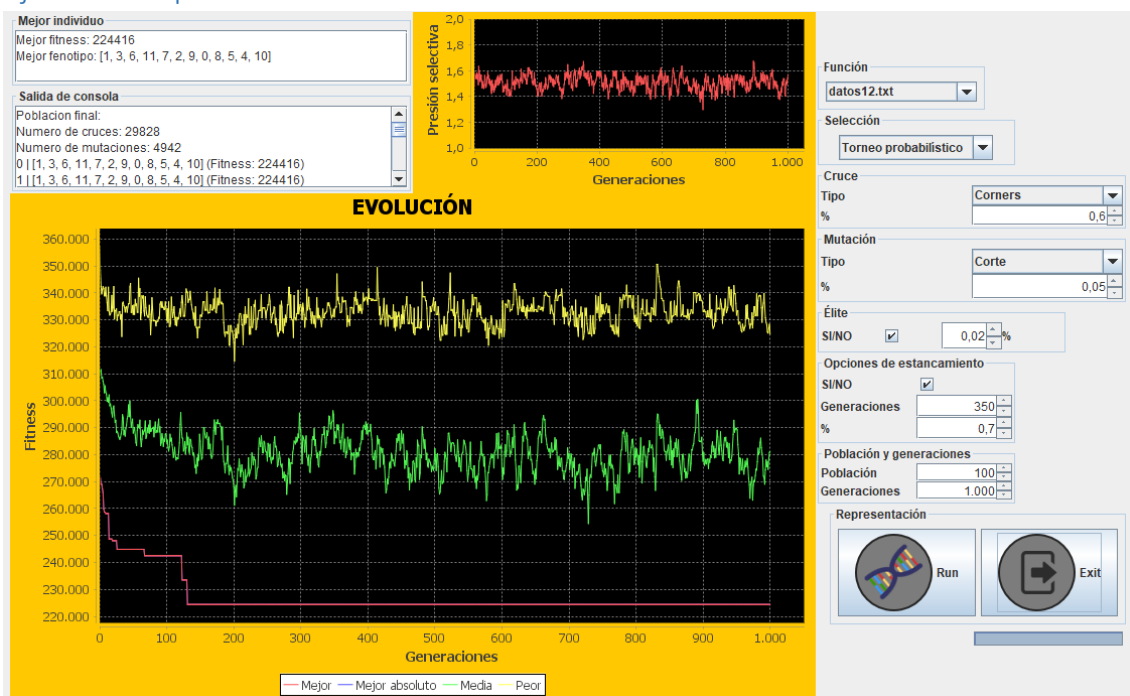 Mejor individuo
Mejor fitness: 224416
Mejor fenotipo: [1, 3, 6, 11, 7, 2, 9, 0, 8, 5, 4, 10]
Salida de consola
Poblacion final:
Numero de cruces: 29828
Numero de mutaciones: 4942
0 | [1, 3, 6, 11, 7, 2, 9, 0, 8, 5, 4, 10] (Fitness: 224416)
1 | [1, 3, 6, 11, 7, 2, 9, 0, 8, 5, 4, 10] (Fitness: 224416)
Presión selectiva
2,0
1,8
1,6
1,4
1,2
1,0
0 200 400 600 800 1.000
Generaciones
EVOLUCIÓN
Fitness
360.000
350.000
340.000
330.000
320.000
310.000
300.000
290.000
280.000
270.000
260.000
250.000
240.000
230.000
220.000
0 100 200 300 400 500 600 700 800 900 1.000
Generaciones
Mejor Mejor absoluto Media Peor
Función
datos12.txt
Selección
Torneo probabilístico
Cruce
Tipo Corners
% 0,6
Mutación
Tipo Corte
% 0,05
Élite
SI/NO 0,02 %
Opciones de estancamiento
SI/NO
Generaciones 350
% 0,7
Población y generaciones
Población 100
Generaciones 1.000
Representación
Run Exit